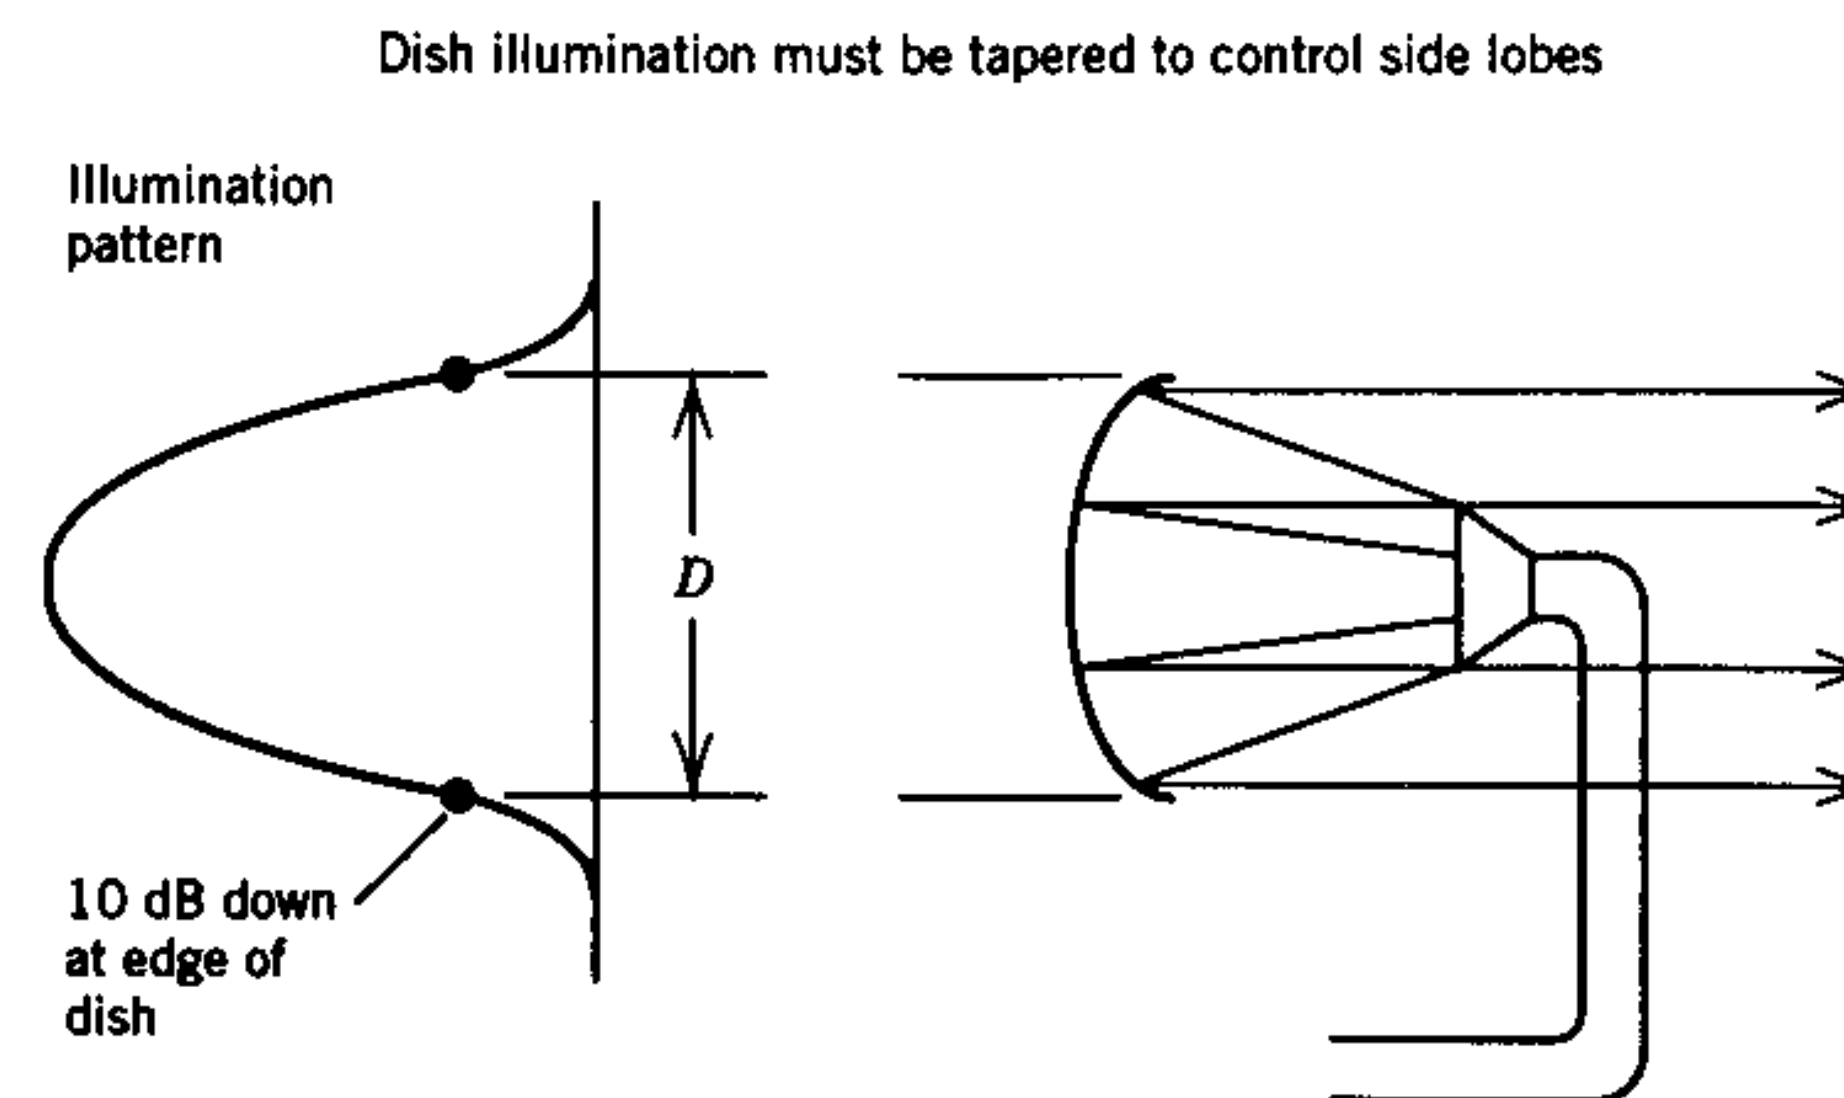 Dish illumination must be tapered to control side lobes
Illumination
pattern
D
10 dB down
at edge of
dish